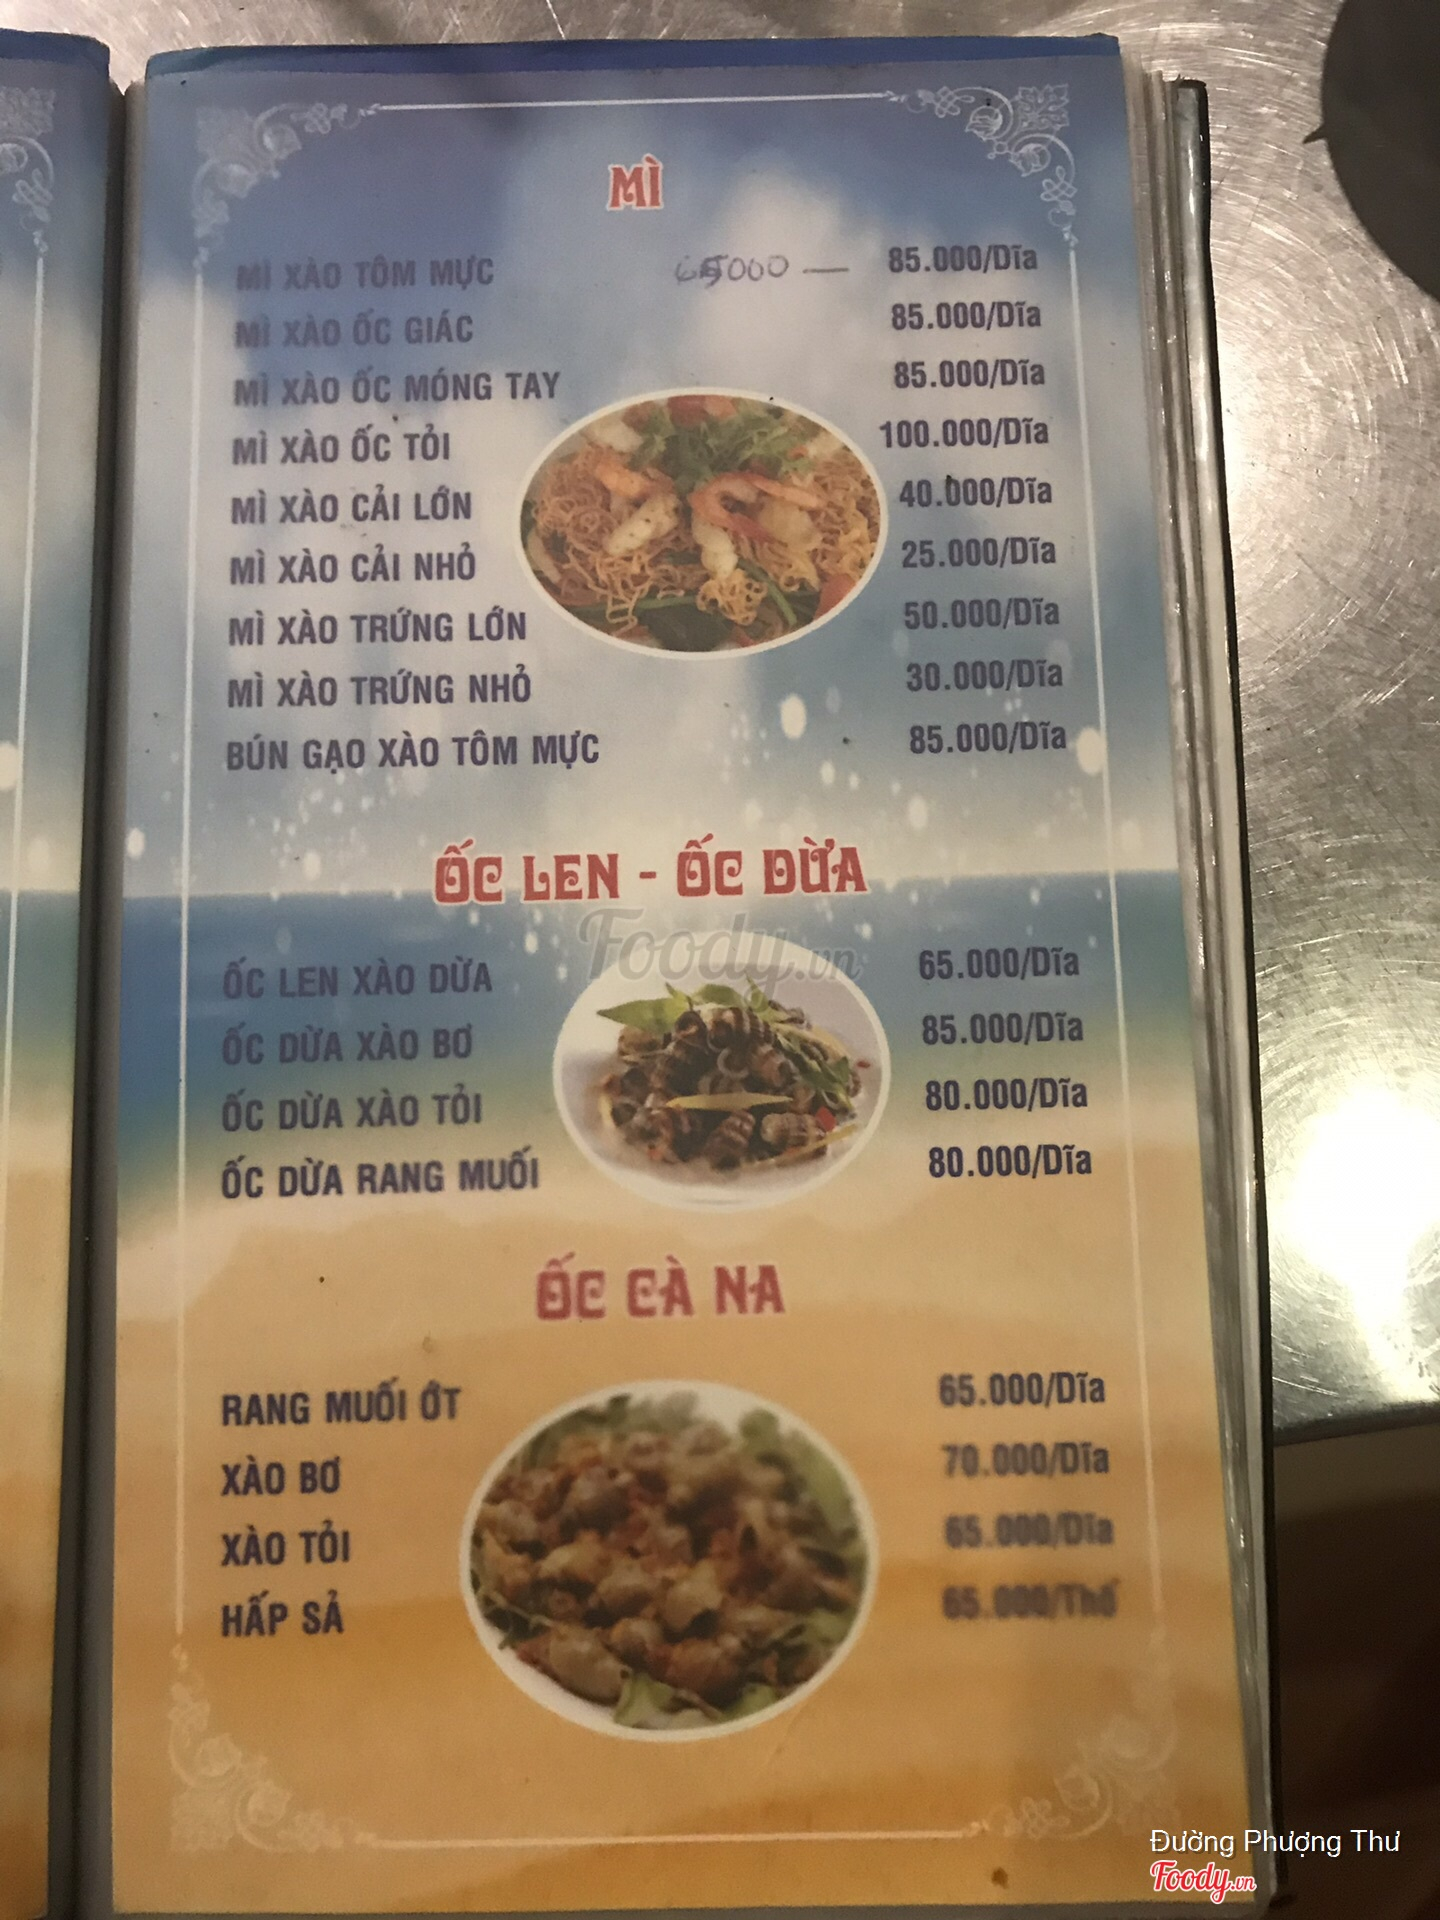 MÌ
MÌ XÀO TÔM MỰC 65000 — 85.000/Dĩa
MÌ XÀO ỐC GIÁC 85.000/Dĩa
MÌ XÀO ỐC MÓNG TAY 85.000/Dĩa
MÌ XÀO ỐC TỎI 100.000/Dĩa
MÌ XÀO CẢI LỚN 40.000/Dĩa
MÌ XÀO CẢI NHỎ 25.000/Dĩa
MÌ XÀO TRỨNG LỚN 50.000/Dĩa
MÌ XÀO TRỨNG NHỎ 30.000/Dĩa
BÚN GẠO XÀO TÔM MỰC 85.000/Dĩa
ỐC LEN - ỐC DỪA
Foody.vn
ỐC LEN XÀO DỪA 65.000/Dĩa
ỐC DỪA XÀO BƠ 85.000/Dĩa
ỐC DỪA XÀO TỎI 80.000/Dĩa
ỐC DỪA RANG MUỐI 80.000/Dĩa
ỐC CÀ NA
RANG MUỐI ỚT 65.000/Dĩa
XÀO BƠ 70.000/Dĩa
XÀO TỎI 65.000/Dĩa
HẤP SẢ 65.000/Thố
Đường Phượng Thư
Foody.vn